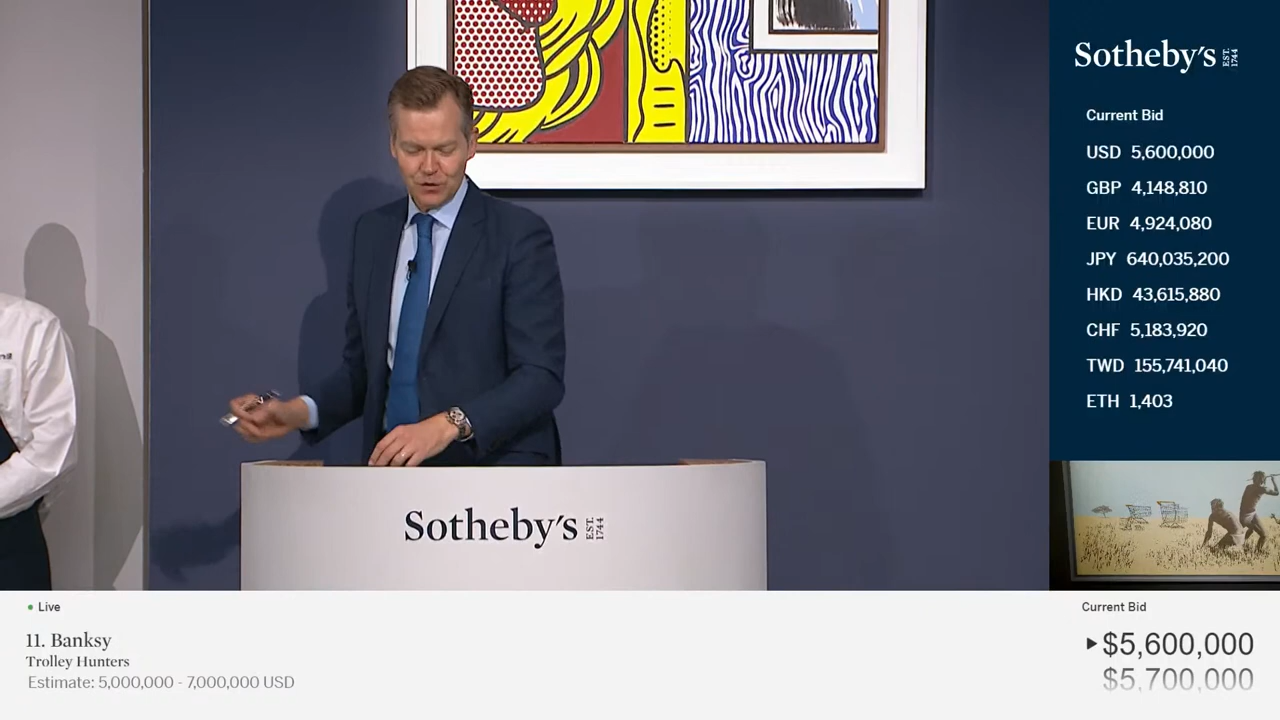 Sotheby's EST. 1744
Current Bid
USD 5,600,000
GBP 4,148,810
EUR 4,924,080
JPY 640,035,200
HKD 43,615,880
CHF 5,183,920
TWD 155,741,040
ETH 1,403
Sotheby's EST. 1744
Live
11. Banksy
Trolley Hunters
Estimate: 5,000,000 - 7,000,000 USD
Current Bid
$5,600,000
$5,700,000